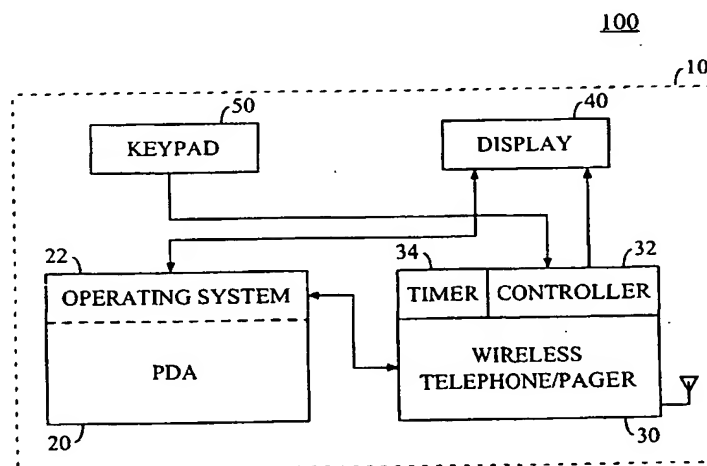 100
10
50
40
KEYPAD
DISPLAY
22
34
32
OPERATING SYSTEM
TIMER
CONTROLLER
PDA
WIRELESS
TELEPHONE/PAGER
20
30